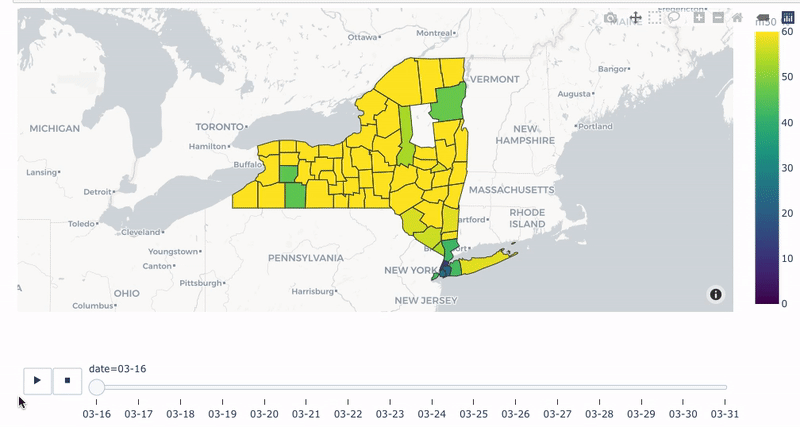 Ottawa
Montreal
MAINE
m50
60
VERMONT
Bangor
50
Augusta
MICHIGAN
TORONTO
NEW
HAMPSHIRE
Portland
40
Hamilton
Buffalo
Lansing
30
Detroit
MASSACHUSETTS
20
Toledo
Cleveland
artford
RHODE
ISLAND
Youngstown
Canton
PENNSYLVANIA
NEW YORK
10
OHIO
Pittsburgh
Harrisburg
Columbus
NEW JERSEY
0
date=03-16
03-16 03-17 03-18 03-19 03-20 03-21 03-22 03-23 03-24 03-25 03-26 03-27 03-28 03-29 03-30 03-31